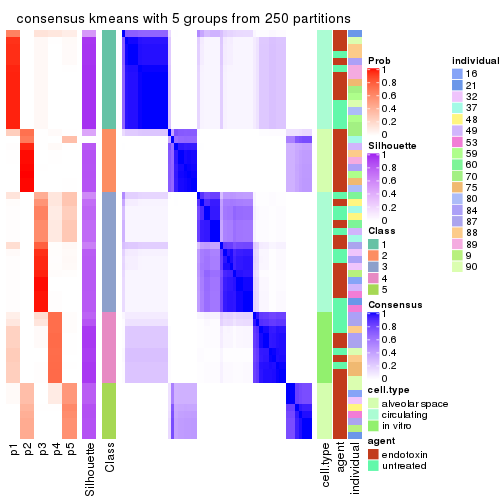 consensus kmeans with 5 groups from 250 partitions
Prob
1
0.8
0.6
0.4
0.2
0
Silhouette
1
0.8
0.6
0.4
0.2
0
Class
1
2
3
4
5
Consensus
1
0.8
0.6
0.4
0.2
0
cell.type
alveolar space
circulating
in vitro
agent
endotoxin
untreated
individual
16
21
32
37
48
49
53
59
60
70
75
80
84
87
88
89
9
90
p1
p2
p3
p4
p5
Silhouette
Class
cell.type
agent
individual